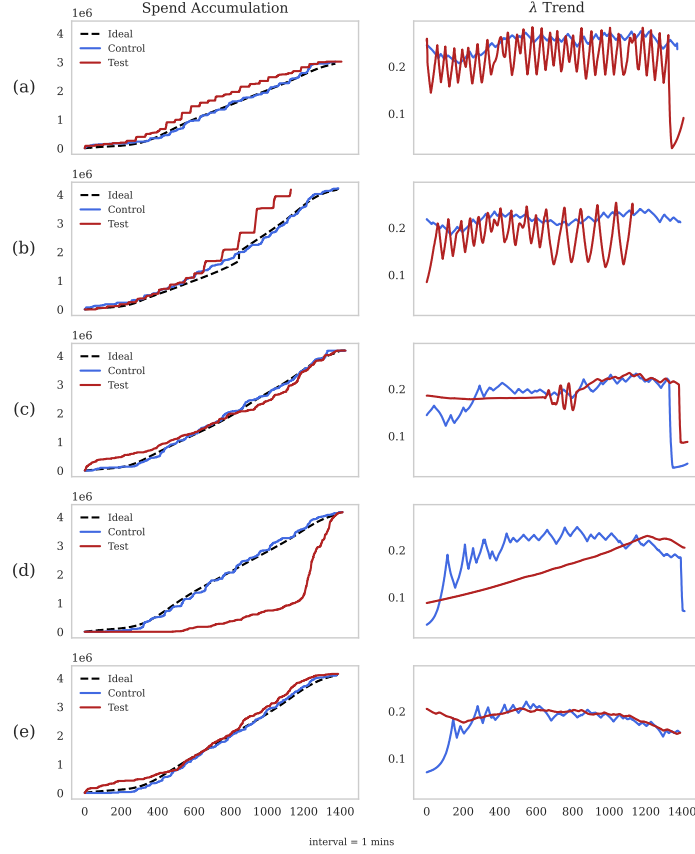 Spend Accumulation
λ Trend
(a)
1e6
4
3
2
1
0
Ideal
Control
Test
0.2
0.1
(b)
1e6
4
3
2
1
0
Ideal
Control
Test
0.2
0.1
(c)
1e6
4
3
2
1
0
Ideal
Control
Test
0.2
0.1
(d)
1e6
4
3
2
1
0
Ideal
Control
Test
0.2
0.1
(e)
1e6
4
3
2
1
0
Ideal
Control
Test
0.2
0.1
0 200 400 600 800 1000 1200 1400
0 200 400 600 800 1000 1200 1400
interval = 1 mins